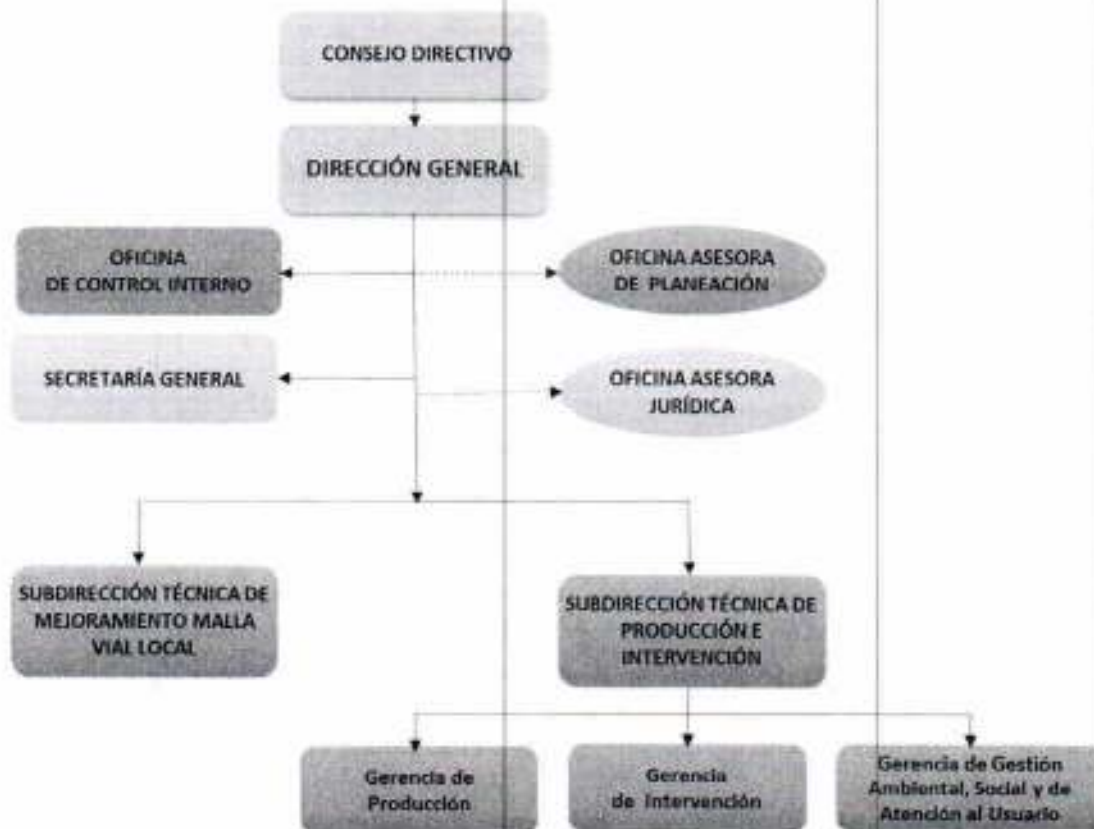 CONSEJO DIRECTIVO
DIRECCIÓN GENERAL
OFICINA
DE CONTROL INTERNO
OFICINA ASESORA
DE PLANEACIÓN
SECRETARÍA GENERAL
OFICINA ASESORA
JURÍDICA
SUBDIRECCIÓN TÉCNICA DE
MEJORAMIENTO MALLA
VIAL LOCAL
SUBDIRECCIÓN TÉCNICA DE
PRODUCCIÓN E
INTERVENCIÓN
Gerencia de
Producción
Gerencia
de Intervención
Gerencia de Gestión
Ambiental, Social y de
Atención al Usuario